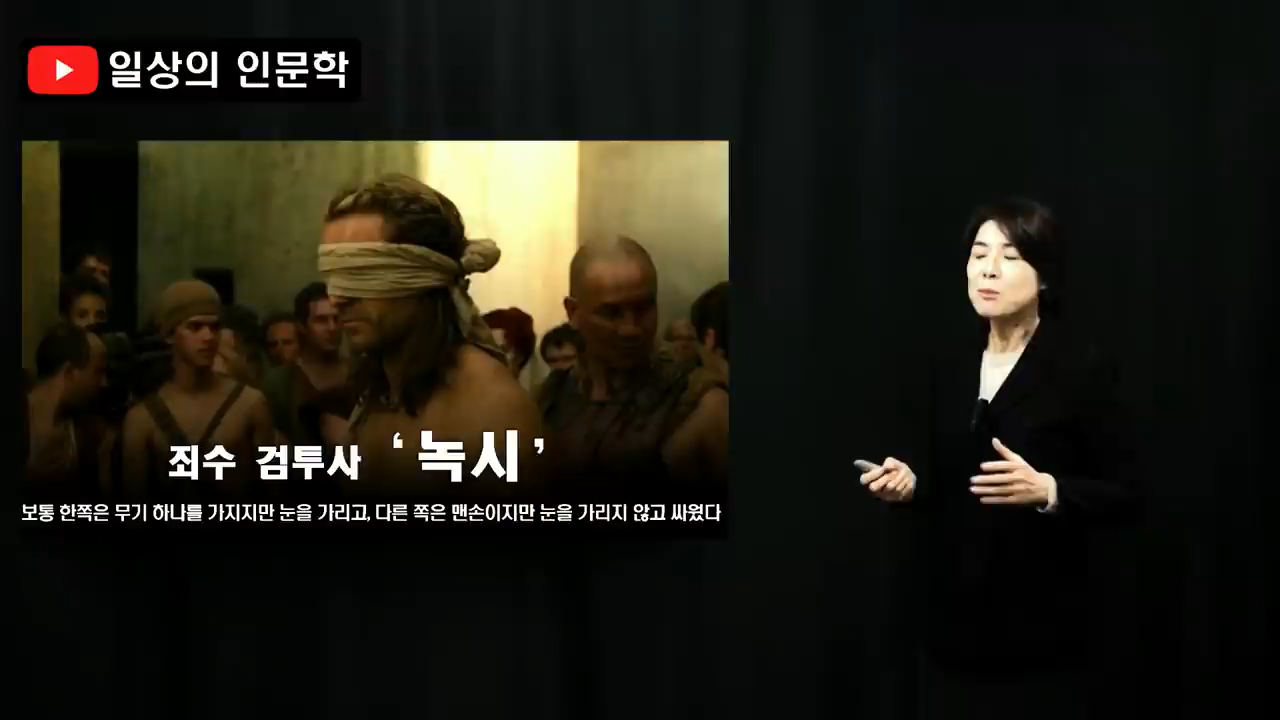 일상의 인문학
죄수 검투사 ‘녹시’
보통 한쪽은 무기 하나를 가지지만 눈을 가리고, 다른 쪽은 맨손이지만 눈을 가리지 않고 싸웠다